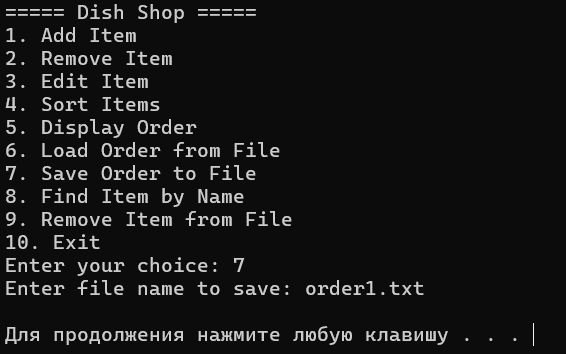 ===== Dish Shop =====
1. Add Item
2. Remove Item
3. Edit Item
4. Sort Items
5. Display Order
6. Load Order from File
7. Save Order to File
8. Find Item by Name
9. Remove Item from File
10. Exit
Enter your choice: 7
Enter file name to save: order1.txt
Для продолжения нажмите любую клавишу . . .